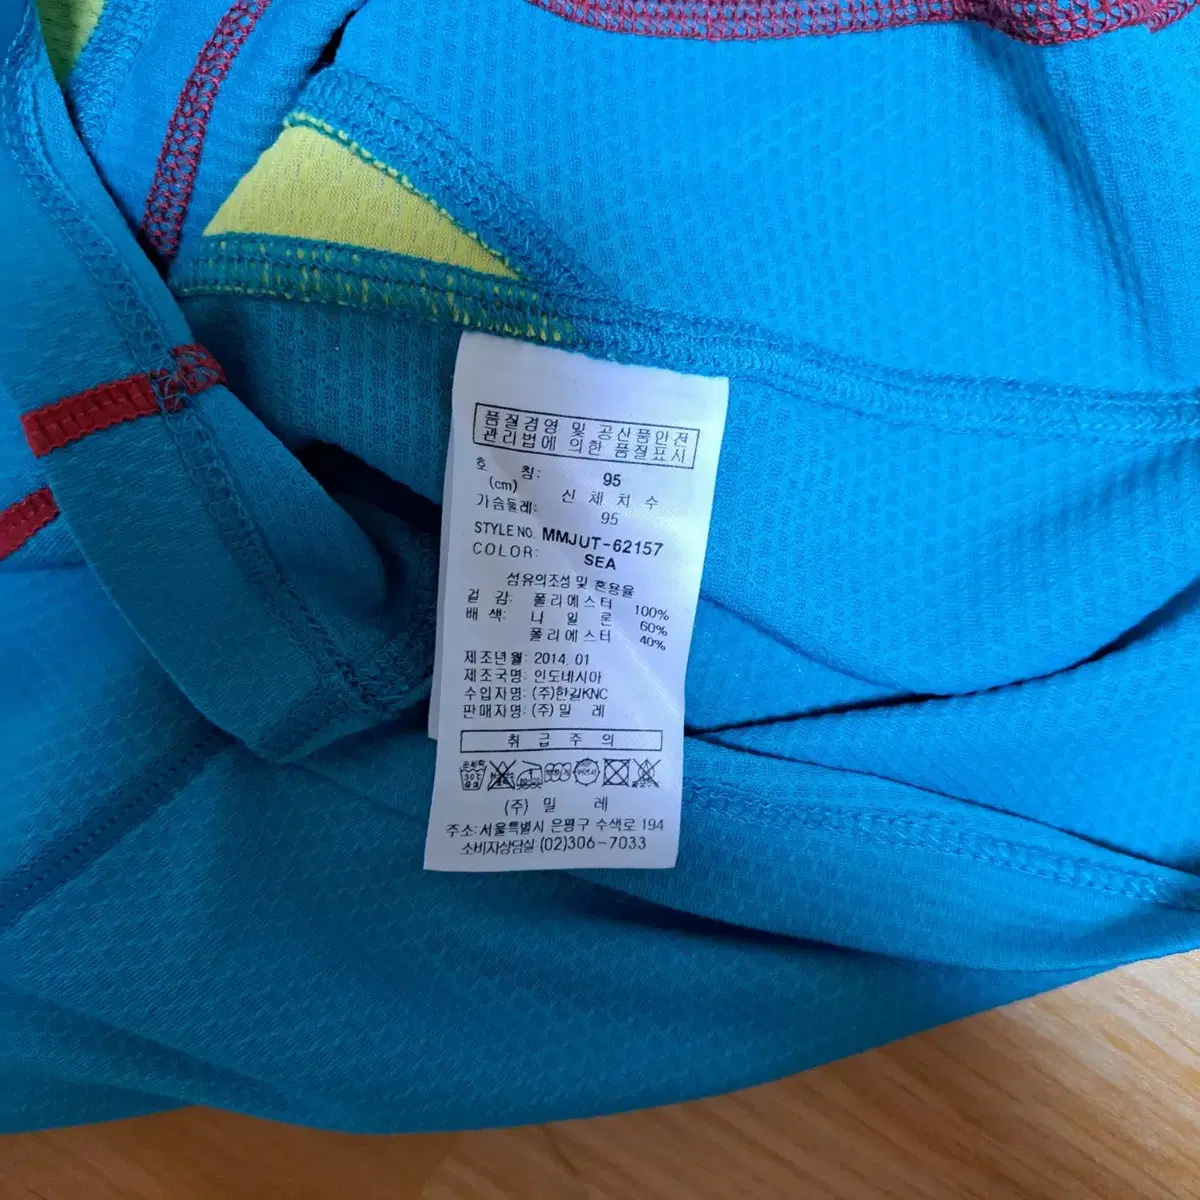 품질경영 및 공산품안전
관리법에 의한 품질표시
호 칭: 95
(cm) 신 체 치 수
가슴둘레: 95
STYLE NO. MMJUT-62157
COLOR: SEA
섬유의조성 및 혼용율
겉 감: 폴리에스터 100%
배 색: 나 일 론 60%
폴리에스터 40%
제조년월: 2014. 01
제조국명: 인도네시아
수입자명: (주)한길KNC
판매자명: (주)밀 레
취 급 주 의
(주) 밀 레
주소:서울특별시 은평구 수색로 194
소비자상담실 (02)306-7033